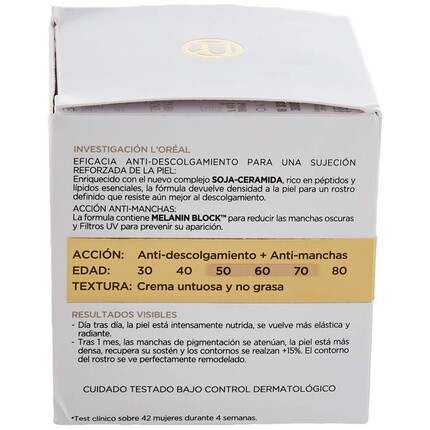 INVESTIGACIÓN L'ORÉAL
EFICACIA ANTI-DESCOLGAMIENTO PARA UNA SUJECIÓN
REFORZADA DE LA PIEL:
Enriquecido con el nuevo complejo SOJA-CERAMIDA, rico en péptidos y
lípidos esenciales, la fórmula devuelve densidad a la piel para un rostro
definido que resiste aún mejor al descolgamiento.
ACCIÓN ANTI-MANCHAS:
La formula contiene MELANIN BLOCK™ para reducir las manchas oscuras
y Filtros UV para prevenir su aparición.
ACCIÓN: Anti-descolgamiento + Anti-manchas
EDAD: 30 40 50 60 70 80
TEXTURA: Crema untuosa y no grasa
RESULTADOS VISIBLES
- Día tras día, la piel está intensamente nutrida, se vuelve más elástica y
radiante.
- Tras 1 mes, las manchas de pigmentación se atenúan, la piel está más
densa, recupera su sostén y los contornos se realzan +15%. El contorno
del rostro se ve perfectamente remodelado.
CUIDADO TESTADO BAJO CONTROL DERMATOLÓGICO
*Test clínico sobre 42 mujeres durante 4 semanas.